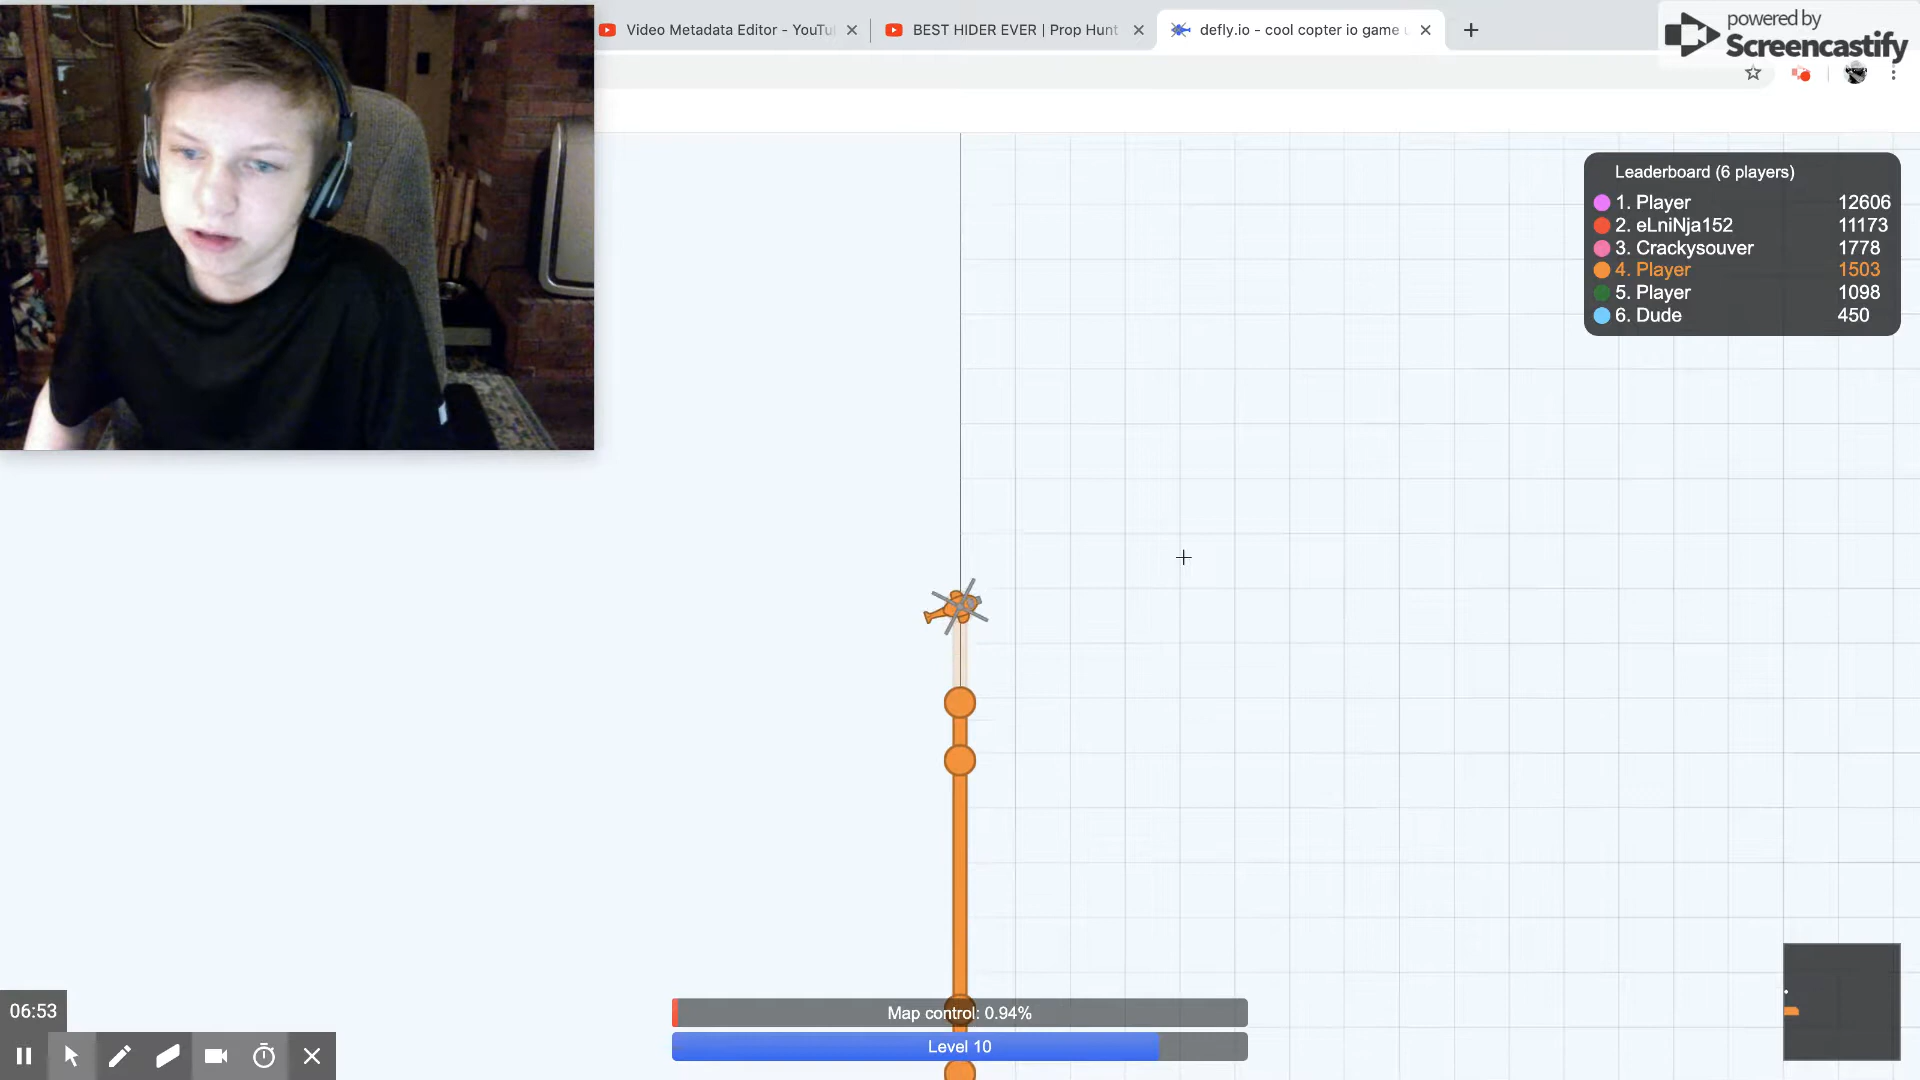 Video Metadata Editor - YouTu
BEST HIDER EVER | Prop Hunt
defly.io - cool copter io game u
powered by
Screencastify
Leaderboard (6 players)
1. Player 12606
2. eLniNja152 11173
3. Crackysouver 1778
4. Player 1503
5. Player 1098
6. Dude 450
06:53
Map control: 0.94%
Level 10